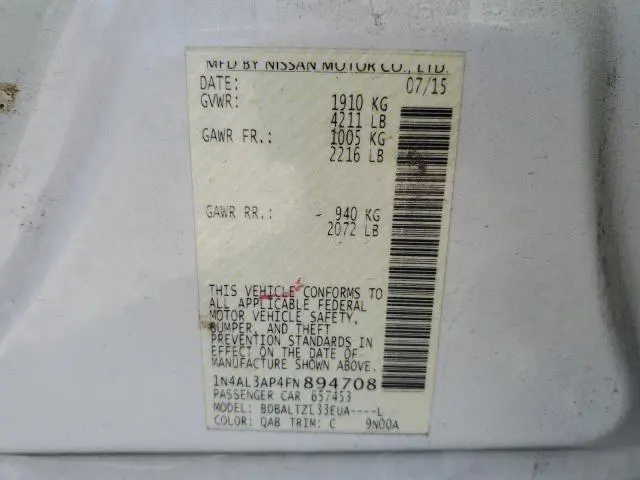 MFD BY NISSAN MOTOR CO., LTD.
DATE: 07/15
GVWR: 1910 KG
4211 LB
GAWR FR.: 1005 KG
2216 LB
GAWR RR.: 940 KG
2072 LB
THIS VEHICLE CONFORMS TO
ALL APPLICABLE FEDERAL
MOTOR VEHICLE SAFETY,
BUMPER, AND THEFT
PREVENTION STANDARDS IN
EFFECT ON THE DATE OF
MANUFACTURE SHOWN ABOVE.
1N4AL3AP4FN894708
PASSENGER CAR 657453
MODEL: BDBALTZL33EUA----L
COLOR: QAB TRIM: C 9N00A